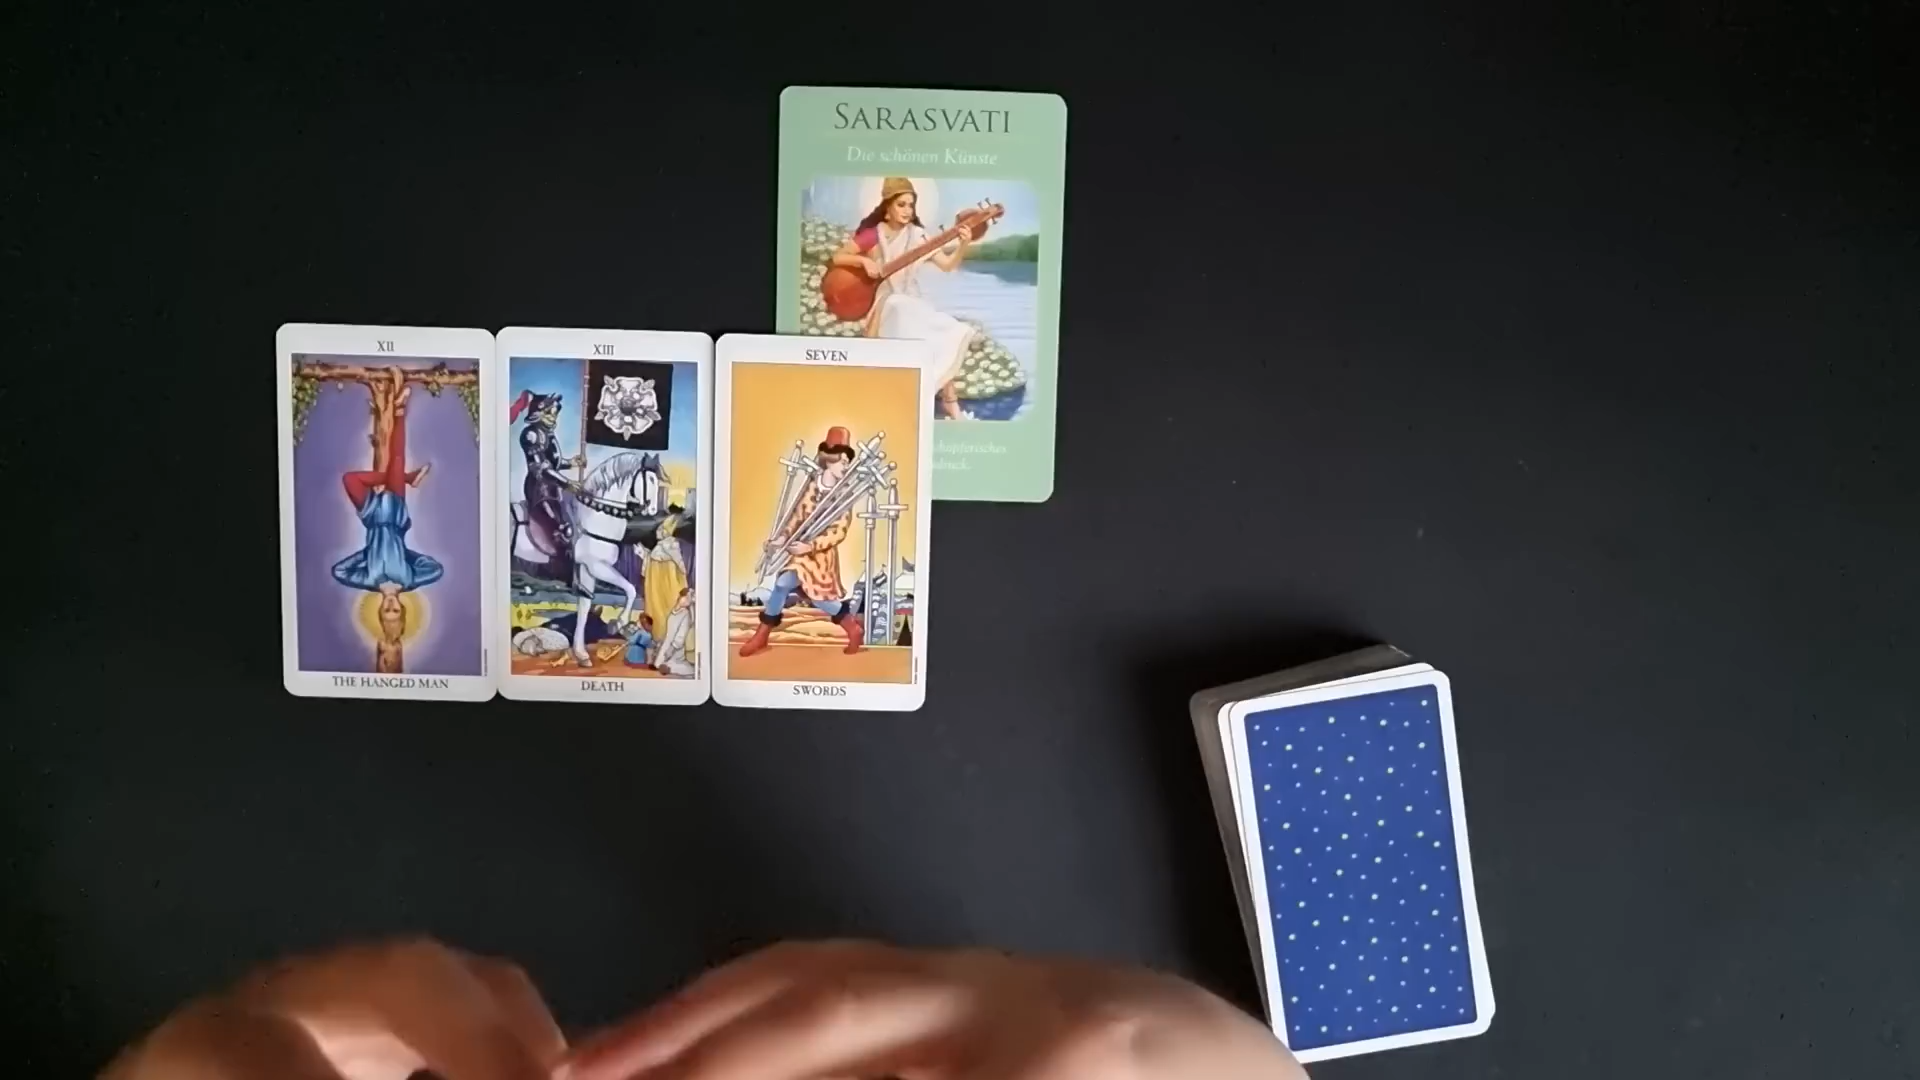 SARASVATI
Die schönen Künste
XII
THE HANGED MAN
XIII
DEATH
SEVEN
SWORDS